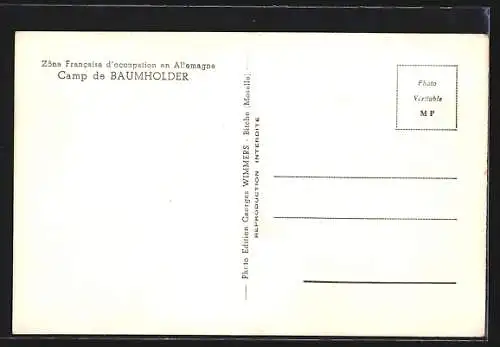 Zône Française d'occupation en Allemagne
Camp de BAUMHOLDER
Photo Edition Georges WIMMERS - Bitche (Moselle).
REPRODUCTION INTERDITE
Photo
Véritable
M P